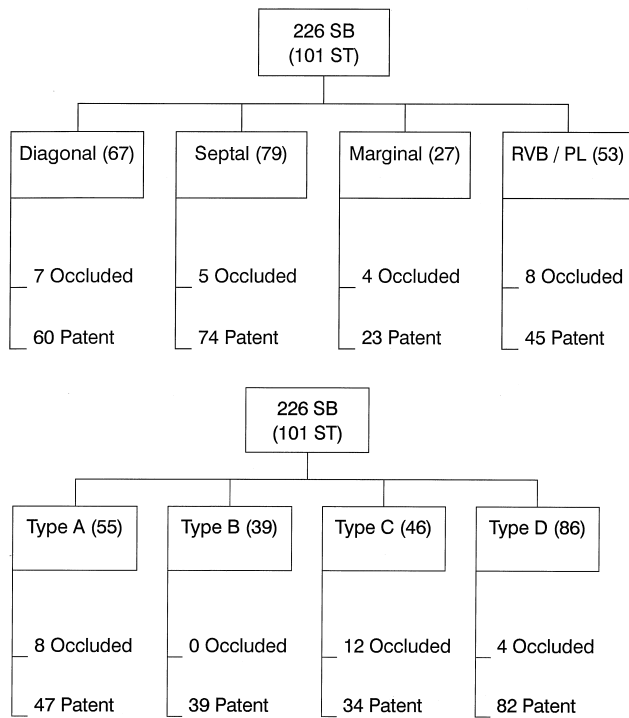 226 SB
(101 ST)
Diagonal (67)
Septal (79)
Marginal (27)
RVB / PL (53)
7 Occluded
5 Occluded
4 Occluded
8 Occluded
60 Patent
74 Patent
23 Patent
45 Patent
226 SB
(101 ST)
Type A (55)
Type B (39)
Type C (46)
Type D (86)
8 Occluded
0 Occluded
12 Occluded
4 Occluded
47 Patent
39 Patent
34 Patent
82 Patent